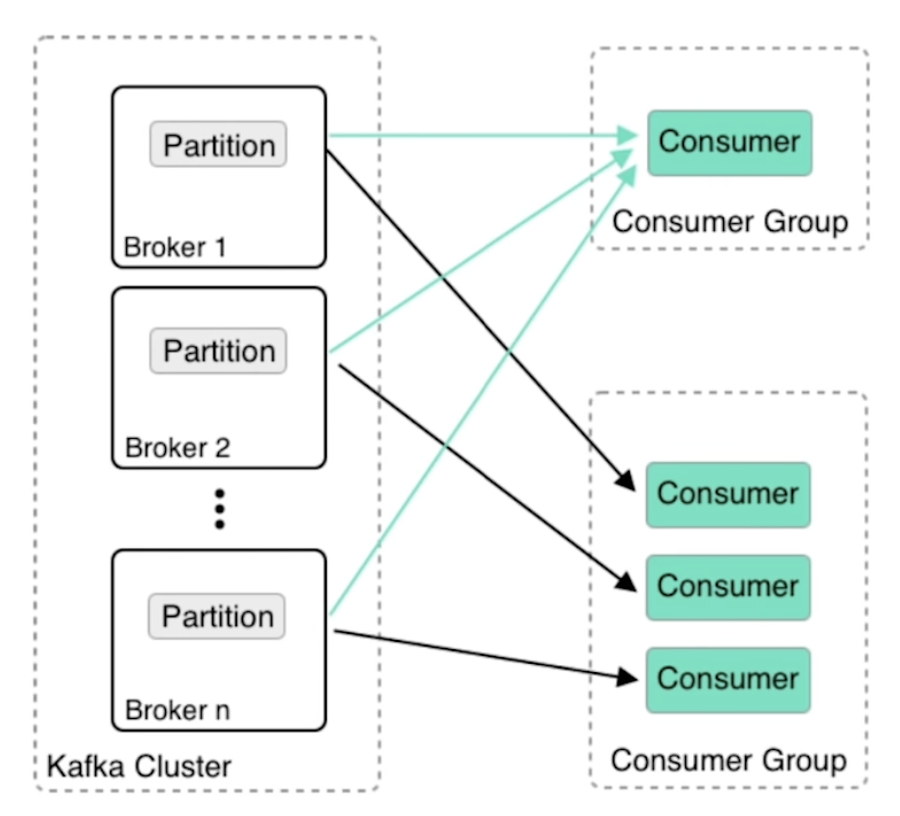 Partition
Broker 1
Partition
Broker 2
Partition
Broker n
Kafka Cluster
Consumer
Consumer Group
Consumer
Consumer
Consumer
Consumer Group